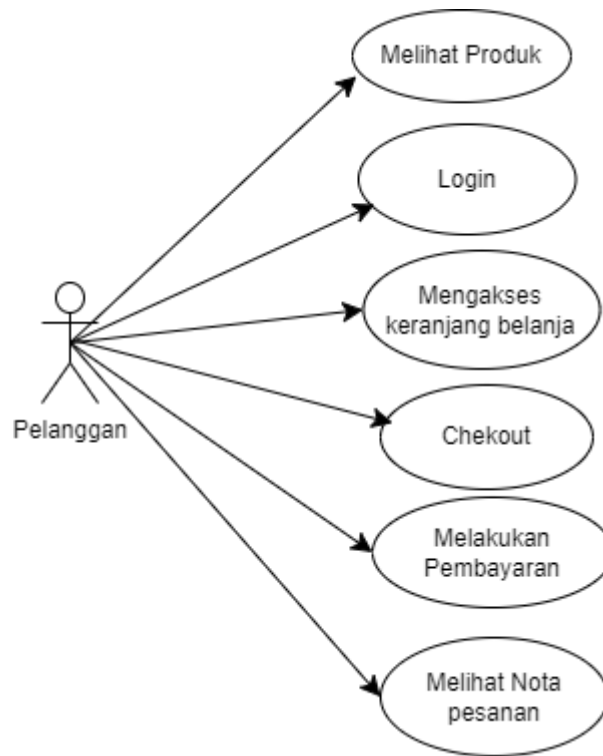 Melihat Produk
Login
Mengakses
keranjang belanja
Pelanggan
Chekout
Melakukan
Pembayaran
Melihat Nota
pesanan